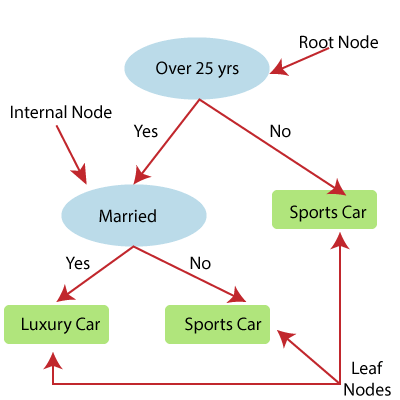 Root Node
Over 25 yrs
Internal Node
Yes
No
Married
Sports Car
Yes
No
Luxury Car
Sports Car
Leaf
Nodes